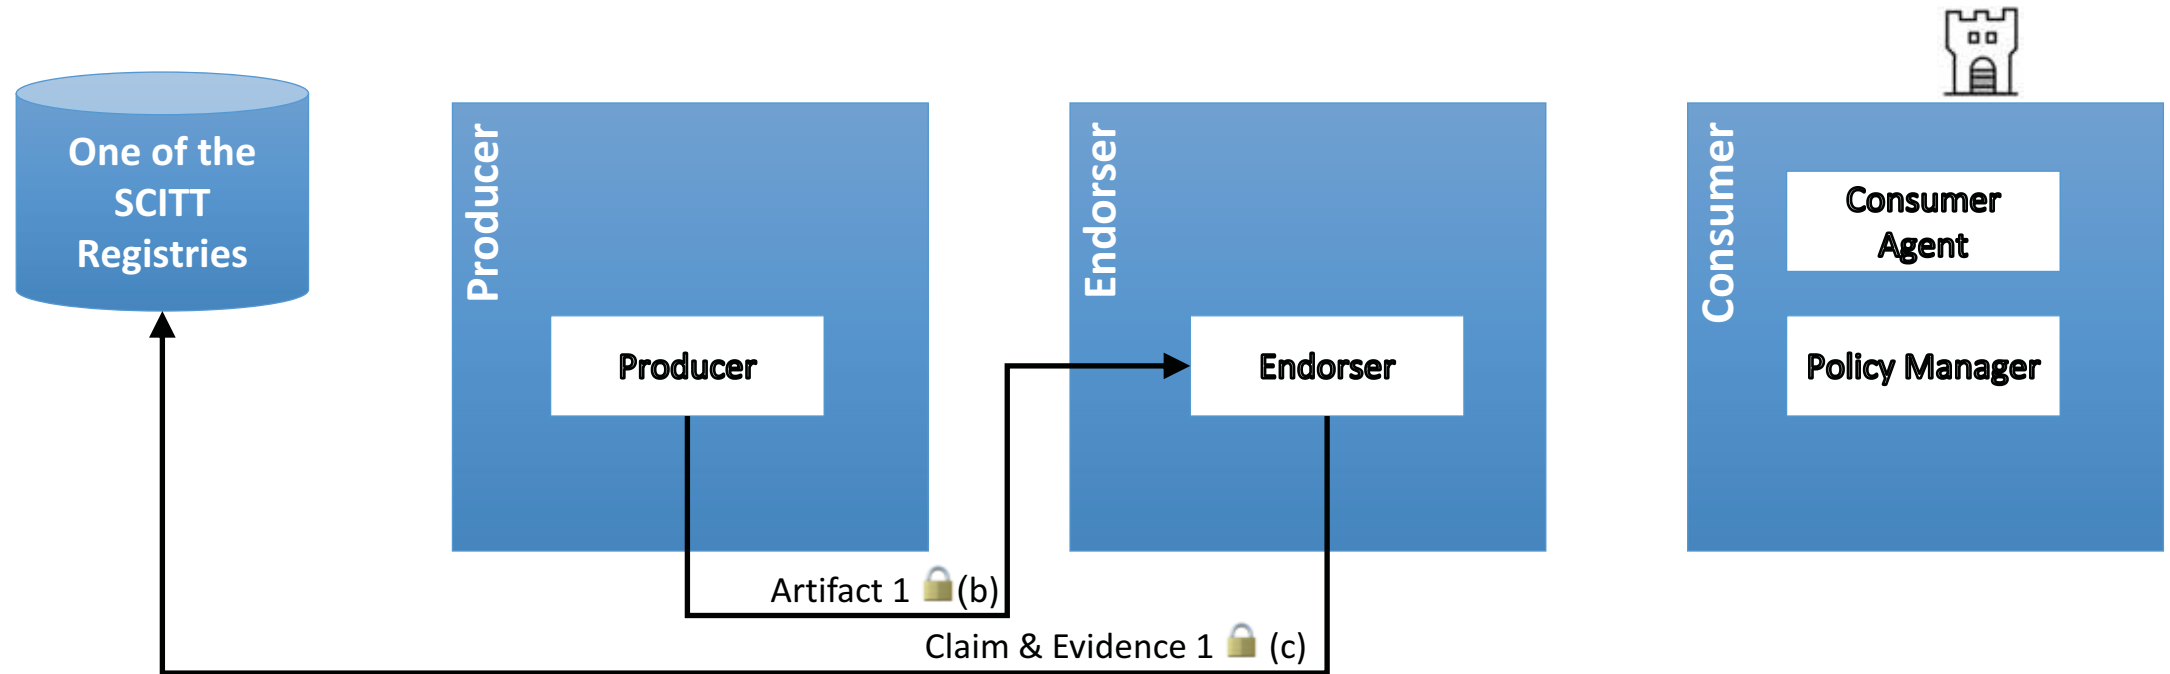 One of the
SCITT
Registries
Producer
Producer
Endorser
Endorser
Consumer
Consumer
Agent
Policy Manager
Artifact 1 (b)
Claim & Evidence 1 (c)